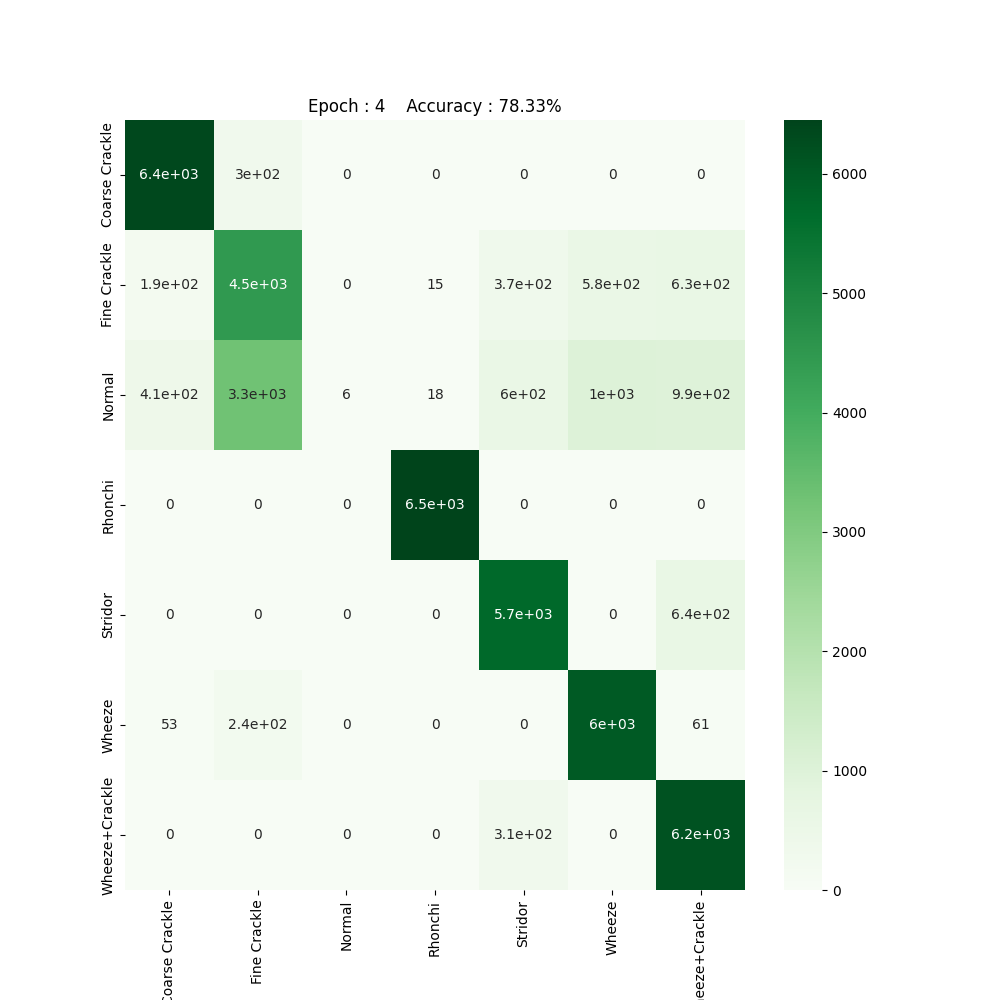 Epoch : 4    Accuracy : 78.33%
Coarse Crackle 6.4e+03 3e+02 0 0 0 0 0
Fine Crackle 1.9e+02 4.5e+03 0 15 3.7e+02 5.8e+02 6.3e+02
Normal 4.1e+02 3.3e+03 6 18 6e+02 1e+03 9.9e+02
Rhonchi 0 0 0 6.5e+03 0 0 0
Stridor 0 0 0 0 5.7e+03 0 6.4e+02
Wheeze 53 2.4e+02 0 0 0 6e+03 61
Wheeze+Crackle 0 0 0 0 3.1e+02 0 6.2e+03
Coarse Crackle Fine Crackle Normal Rhonchi Stridor Wheeze eeze+Crackle
6000
5000
4000
3000
2000
1000
0